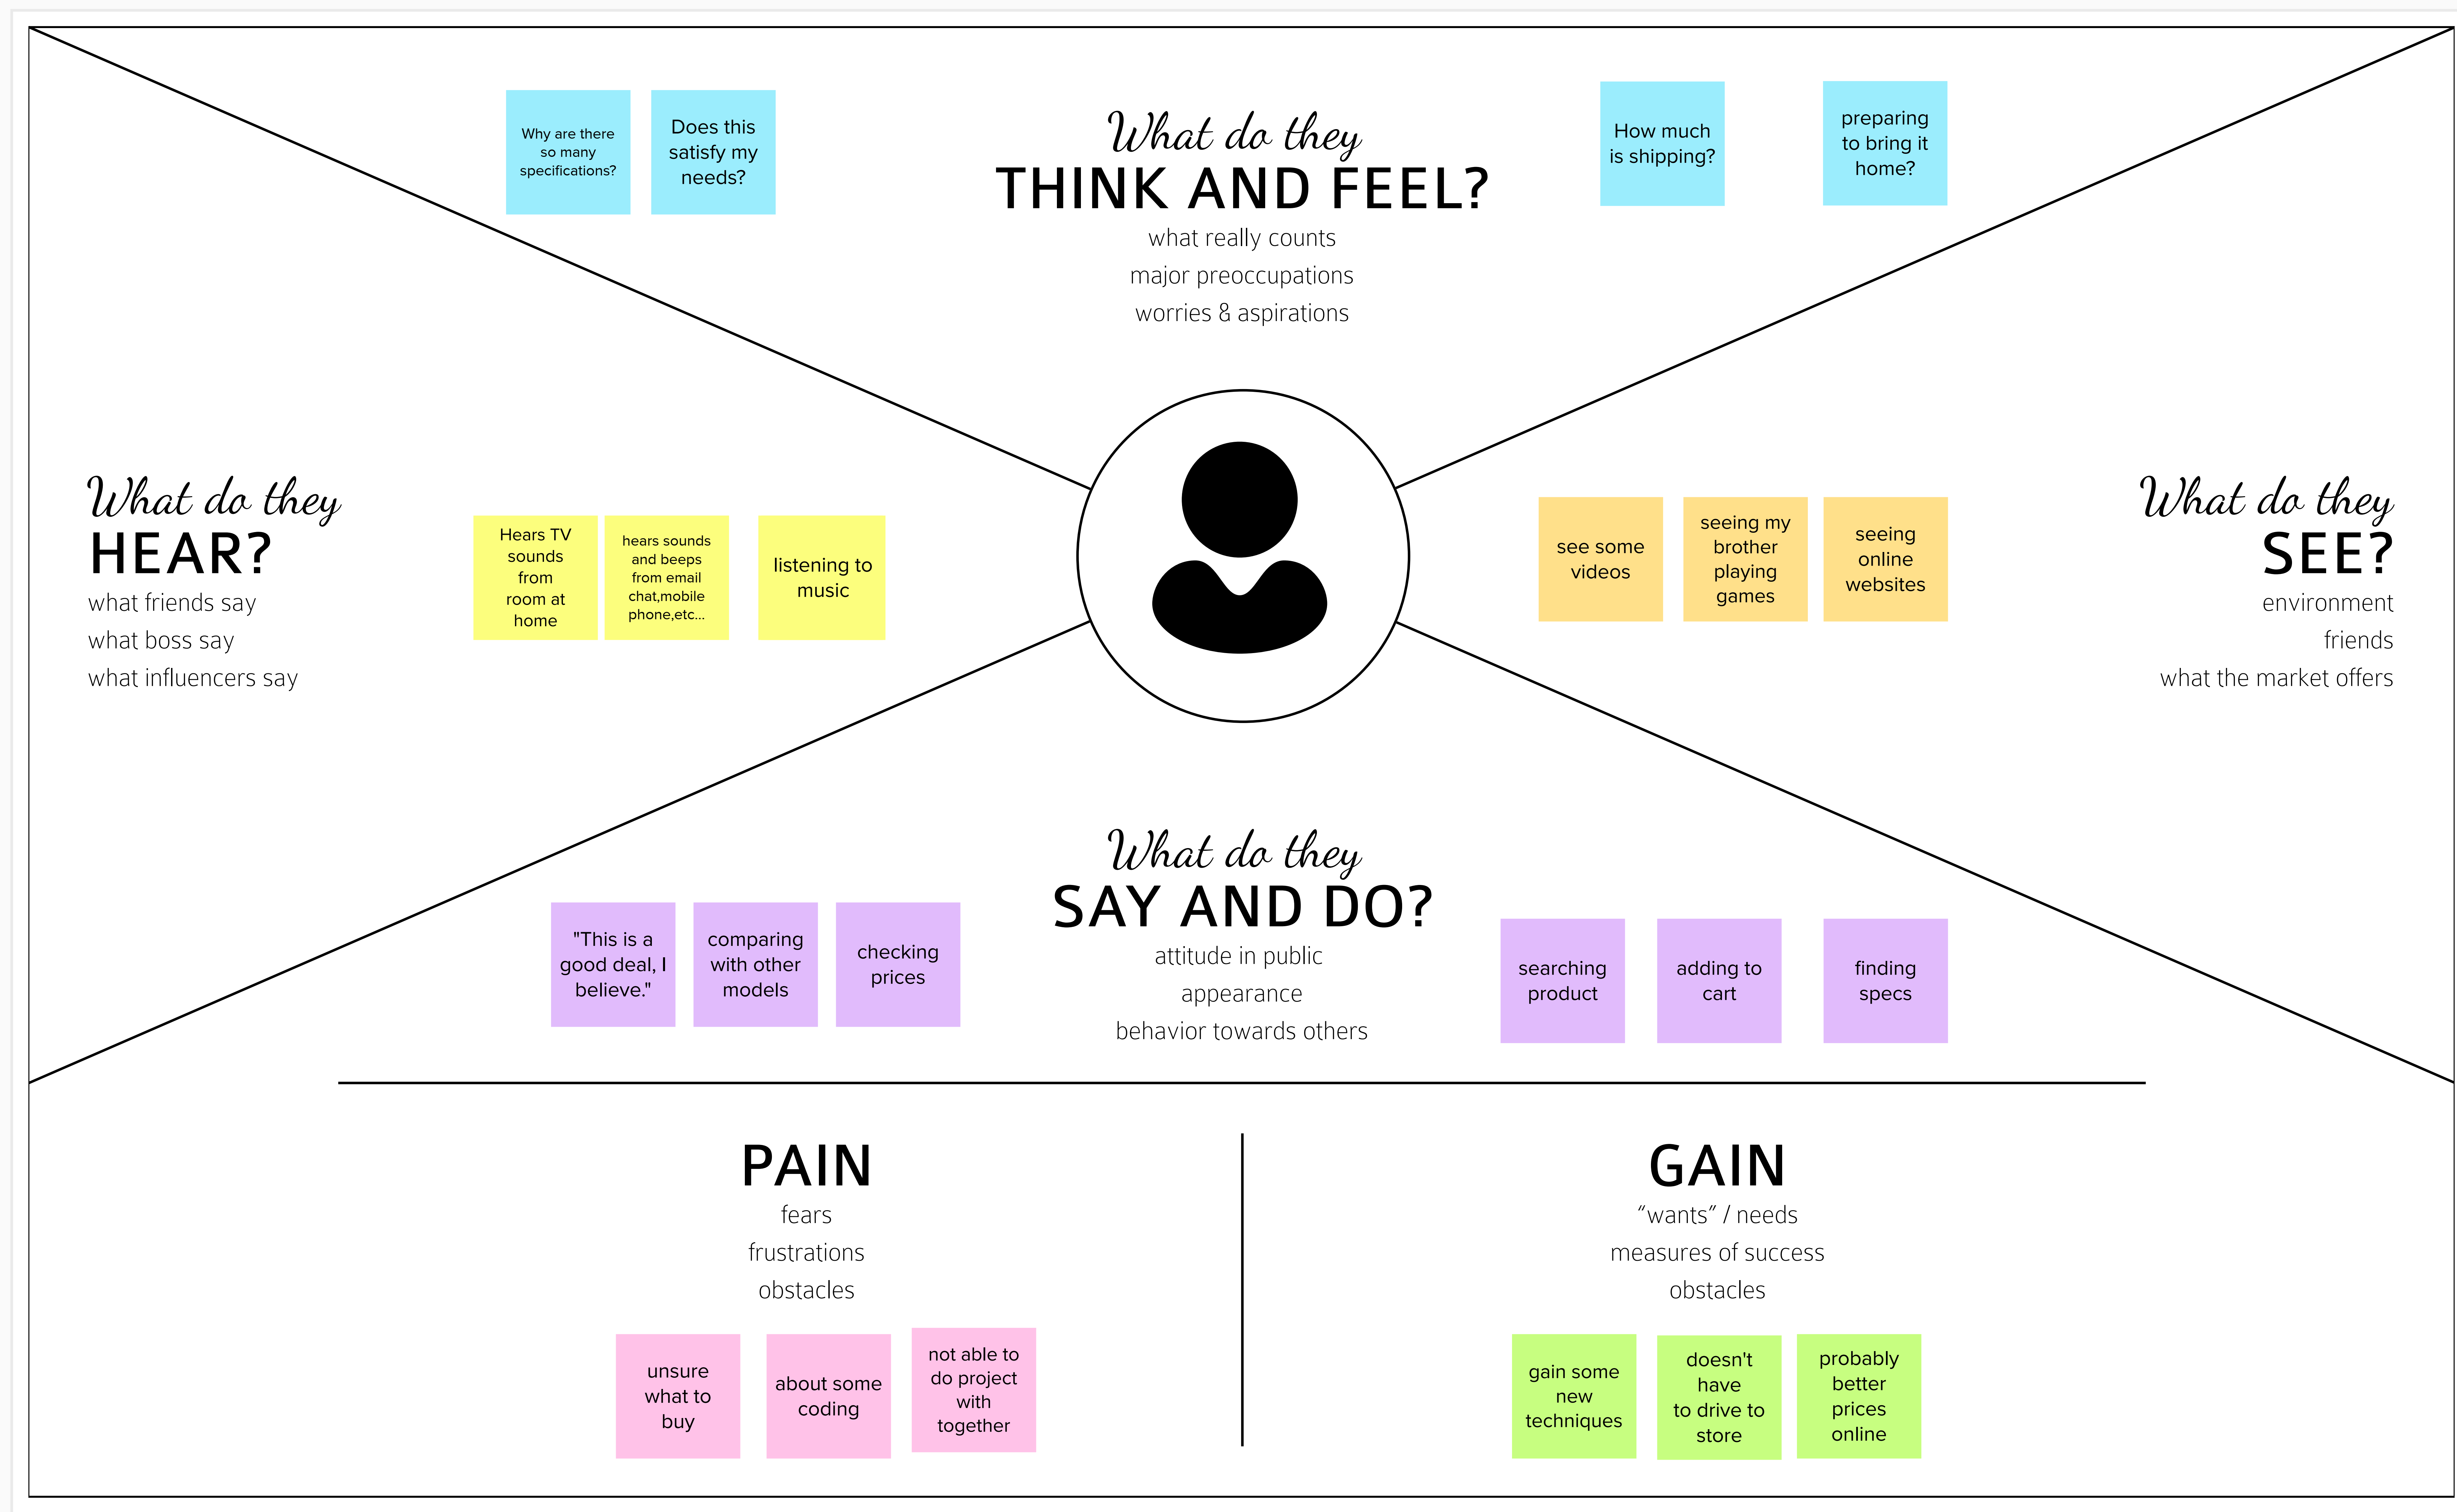 Why are there
so many
specifications?
Does this
satisfy my
needs?
What do they
THINK AND FEEL?
what really counts
major preoccupations
worries & aspirations
How much
is shipping?
preparing
to bring it
home?
What do they
HEAR?
what friends say
what boss say
what influencers say
Hears TV
sounds
from
room at
home
hears sounds
and beeps
from email
chat,mobile
phone,etc...
listening to
music
see some
videos
seeing my
brother
playing
games
seeing
online
websites
What do they
SEE?
environment
friends
what the market offers
What do they
SAY AND DO?
attitude in public
appearance
behavior towards others
"This is a
good deal, I
believe."
comparing
with other
models
checking
prices
searching
product
adding to
cart
finding
specs
PAIN
fears
frustrations
obstacles
unsure
what to
buy
about some
coding
not able to
do project
with
together
GAIN
“wants” / needs
measures of success
obstacles
gain some
new
techniques
doesn't
have
to drive to
store
probably
better
prices
online